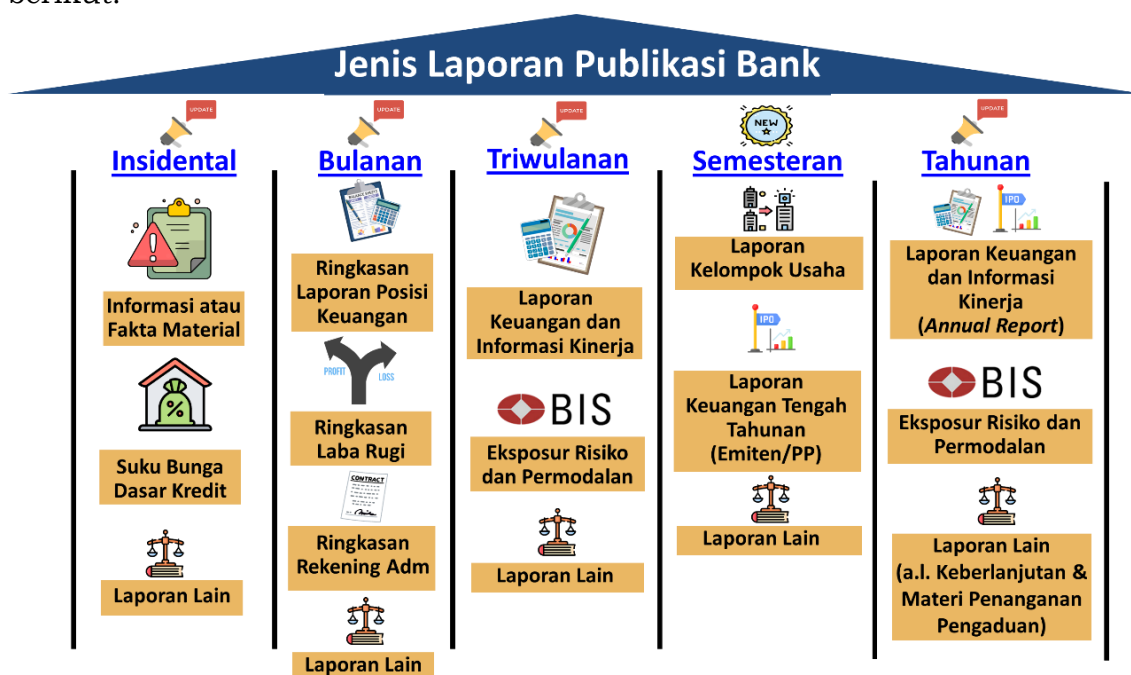 berikut:
Jenis Laporan Publikasi Bank
UPDATE
Insidental
Informasi atau
Fakta Material
%
Suku Bunga
Dasar Kredit
Laporan Lain
UPDATE
Bulanan
Ringkasan
Laporan Posisi
Keuangan
PROFIT
LOSS
Ringkasan
Laba Rugi
CONTRACT
Ringkasan
Rekening Adm
Laporan Lain
UPDATE
Triwulanan
Laporan
Keuangan dan
Informasi Kinerja
BIS
Eksposur Risiko
dan Permodalan
Laporan Lain
NEW
Semesteran
Laporan
Kelompok Usaha
IPO
Laporan
Keuangan Tengah
Tahunan
(Emiten/PP)
Laporan Lain
UPDATE
Tahunan
IPO
Laporan Keuangan
dan Informasi
Kinerja
(Annual Report)
BIS
Eksposur Risiko dan
Permodalan
Laporan Lain
(a.l. Keberlanjutan &
Materi Penanganan
Pengaduan)